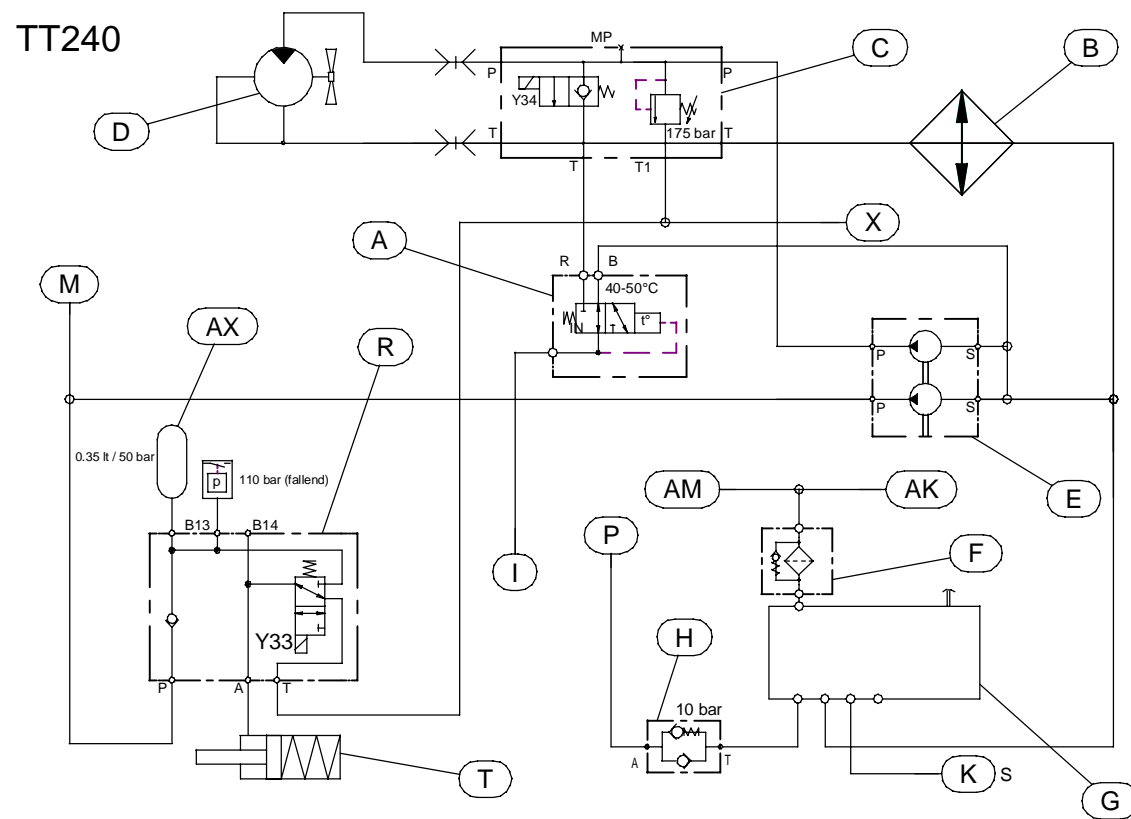 TT240
MP
C
B
P
P
Y34
D
175 bar
T
T
T
T1
X
A
R
B
M
40-50°C
t°
AX
R
P
S
P
S
0.35 lt / 50 bar
p
110 bar (fallend)
AM
AK
E
B13
B14
P
F
I
Y33
H
P
A
T
10 bar
A
T
T
K
S
G